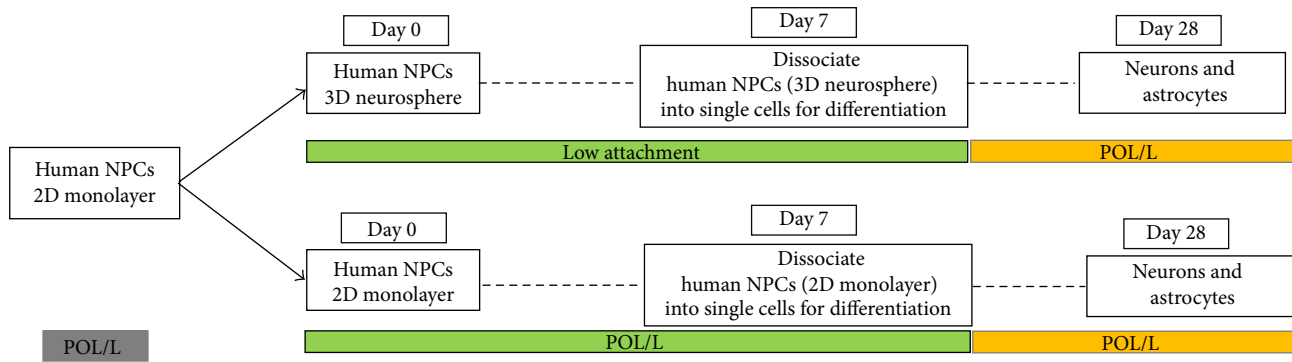 Day 0
Day 7
Day 28
Human NPCs
3D neurosphere
Dissociate
human NPCs (3D neurosphere)
into single cells for differentiation
Neurons and
astrocytes
Low attachment
POL/L
Human NPCs
2D monolayer
Day 0
Day 7
Day 28
Human NPCs
2D monolayer
Dissociate
human NPCs (2D monolayer)
into single cells for differentiation
Neurons and
astrocytes
POL/L
POL/L
POL/L